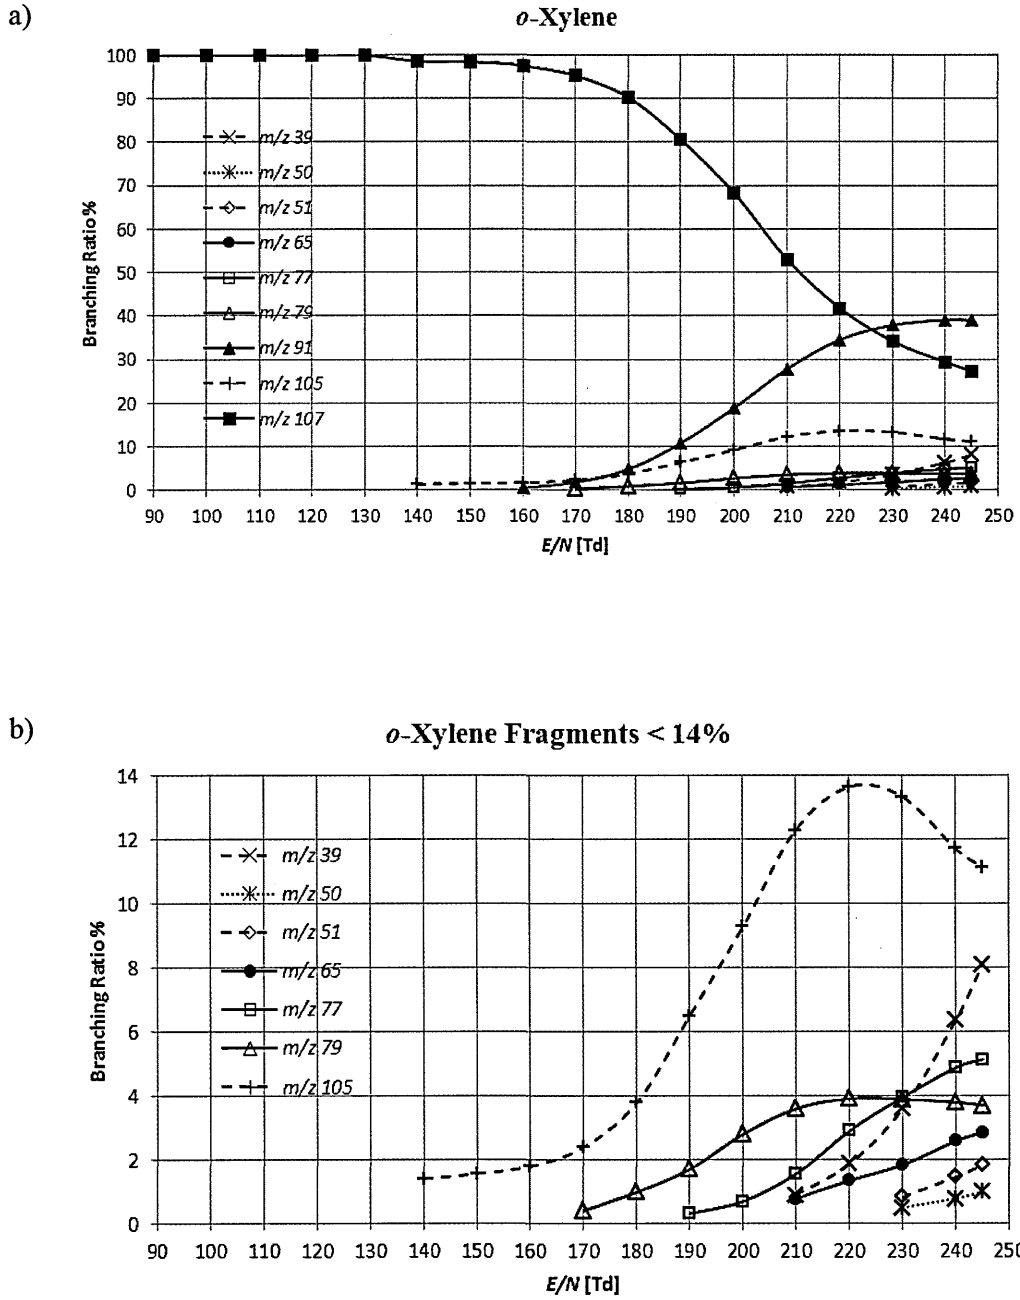 a)
o-Xylene
100
90
80
70
60
50
40
30
20
10
0
Branching Ratio%
m/z 39
m/z 50
m/z 51
m/z 65
m/z 77
m/z 79
m/z 91
m/z 105
m/z 107
90 100 110 120 130 140 150 160 170 180 190 200 210 220 230 240 250
E/N [Td]
b)
o-Xylene Fragments < 14%
14
12
10
8
6
4
2
0
Branching Ratio%
m/z 39
m/z 50
m/z 51
m/z 65
m/z 77
m/z 79
m/z 105
90 100 110 120 130 140 150 160 170 180 190 200 210 220 230 240 250
E/N [Td]